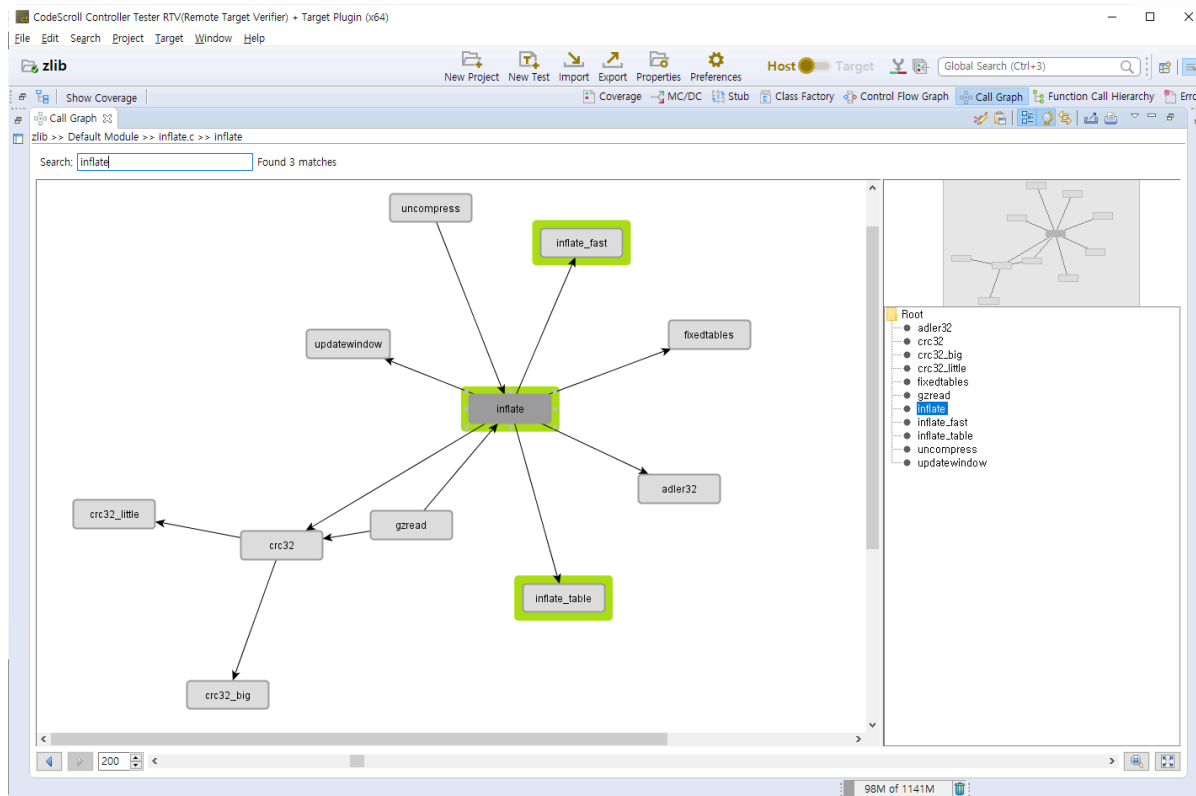 CodeScroll Controller Tester RTV(Remote Target Verifier) + Target Plugin (x64)
File Edit Search Project Target Window Help
zlib
New Project New Test Import Export Properties Preferences
Host Target
Global Search (Ctrl+3)
Show Coverage
Coverage MC/DC Stub Class Factory Control Flow Graph Call Graph Function Call Hierarchy
Call Graph
zlib >> Default Module >> inflate.c >> inflate
Search: inflate Found 3 matches
uncompress
inflate_fast
updatewindow
fixedtables
inflate
adler32
crc32_little
gzread
crc32
inflate_table
crc32_big
Root
adler32
crc32
crc32_big
crc32_little
fixedtables
gzread
inflate
inflate_fast
inflate_table
uncompress
updatewindow
200
98M of 1141M